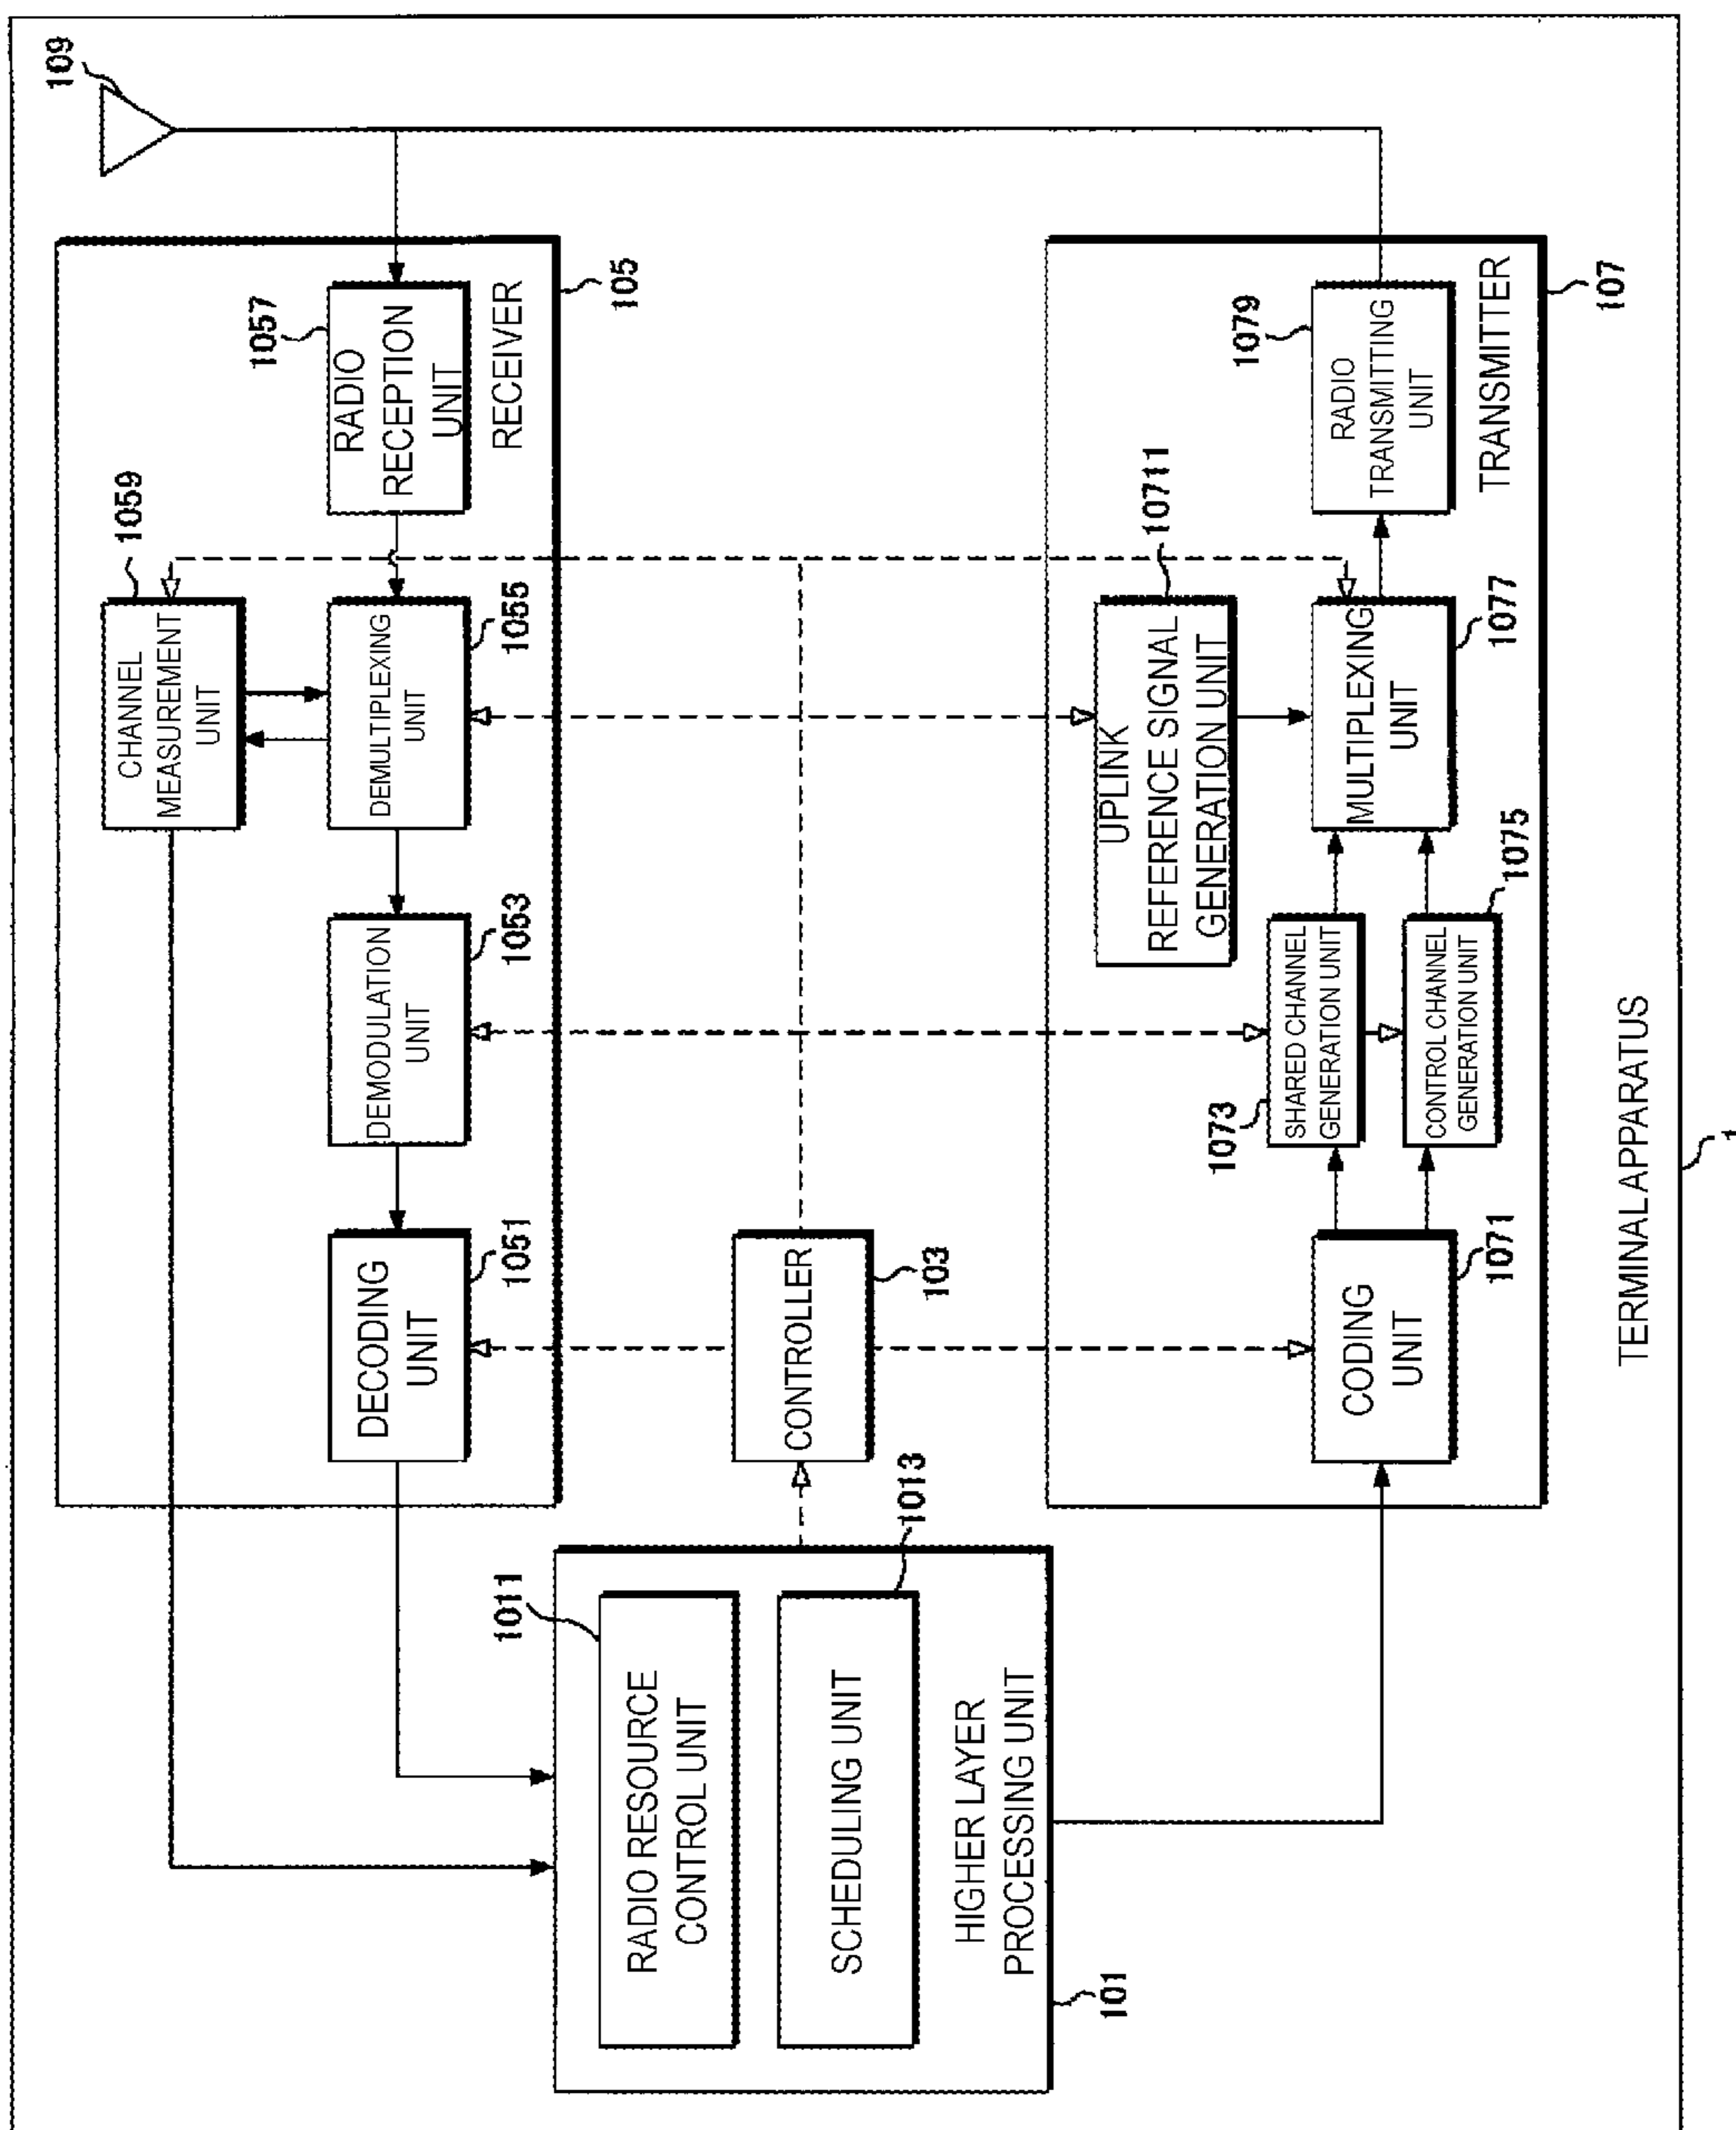 109
105
1057
RADIO
RECEPTION
UNIT
RECEIVER
1059
CHANNEL
MEASUREMENT
UNIT
1055
DEMULTIPLEXING
UNIT
1053
DEMODULATION
UNIT
1051
DECODING
UNIT
103
CONTROLLER
1011
RADIO RESOURCE
CONTROL UNIT
1013
SCHEDULING UNIT
HIGHER LAYER
PROCESSING UNIT
101
107
1079
RADIO
TRANSMITTING
UNIT
TRANSMITTER
10711
UPLINK
REFERENCE SIGNAL
GENERATION UNIT
1077
MULTIPLEXING
UNIT
1075
1073
SHARED CHANNEL
GENERATION UNIT
CONTROL CHANNEL
GENERATION UNIT
1071
CODING
UNIT
TERMINAL APPARATUS
1